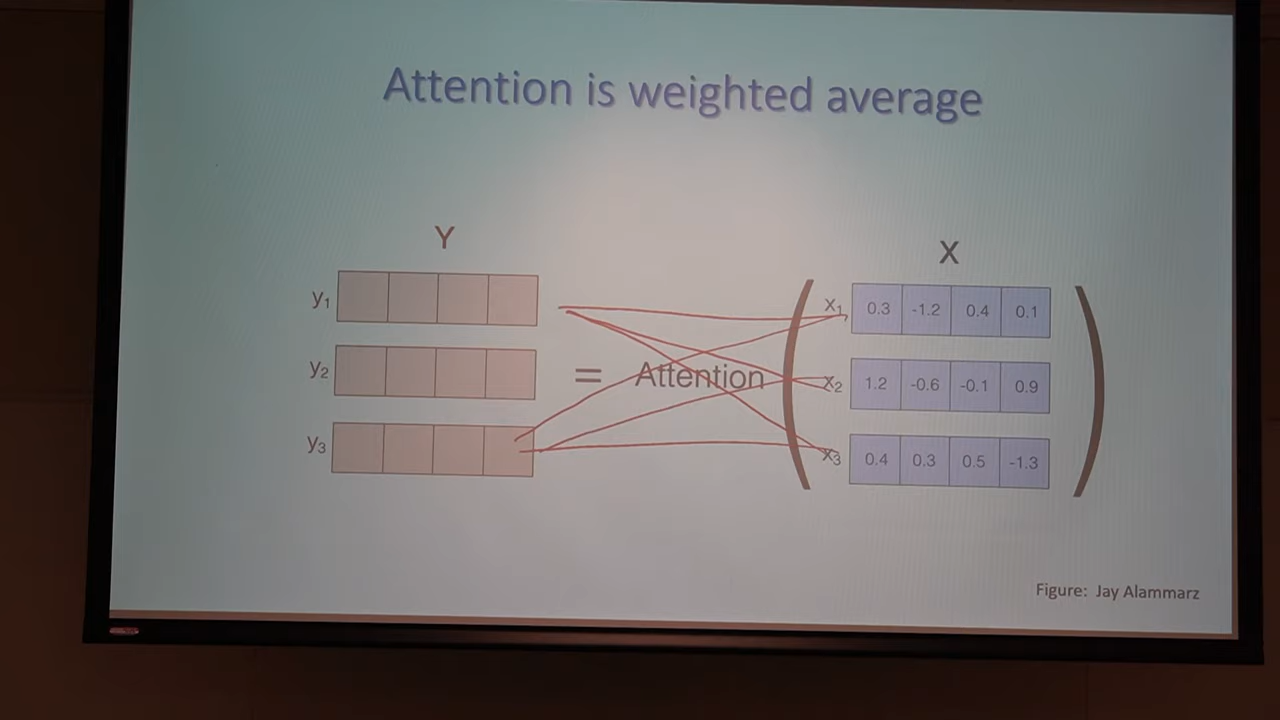 Attention is weighted average
Y
X
y₁
x₁ 0.3 -1.2 0.4 0.1
y₂
= Attention
x₂ 1.2 -0.6 -0.1 0.9
y₃
x₃ 0.4 0.3 0.5 -1.3
Figure: Jay Alammarz